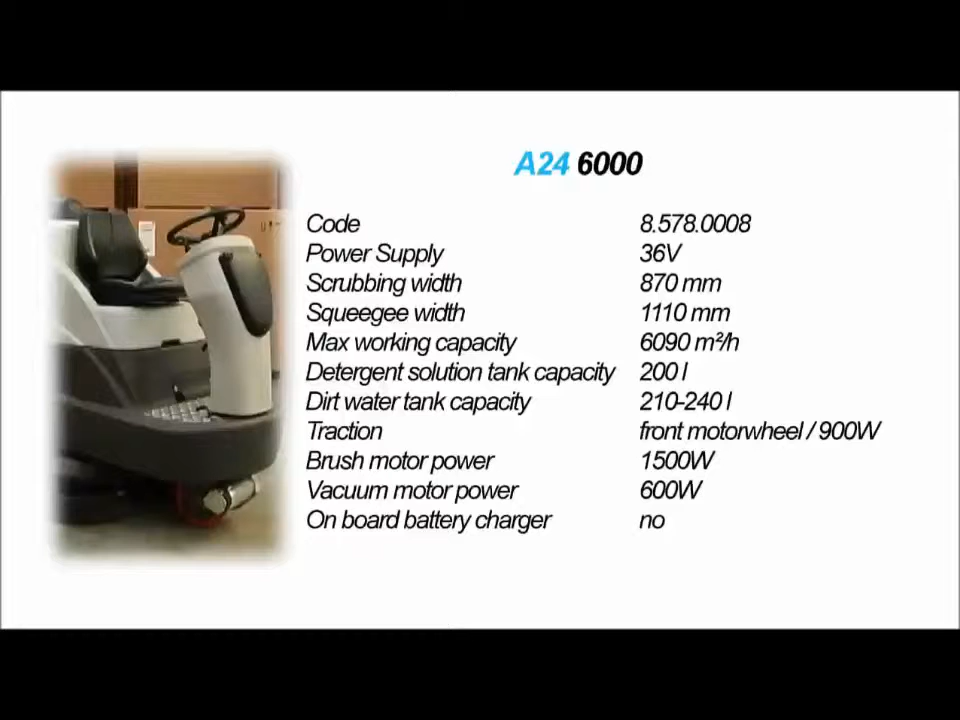 A24 6000
Code 8.578.0008
Power Supply 36V
Scrubbing width 870 mm
Squeegee width 1110 mm
Max working capacity 6090 m²/h
Detergent solution tank capacity 200 l
Dirt water tank capacity 210-240 l
Traction front motorwheel / 900W
Brush motor power 1500W
Vacuum motor power 600W
On board battery charger no